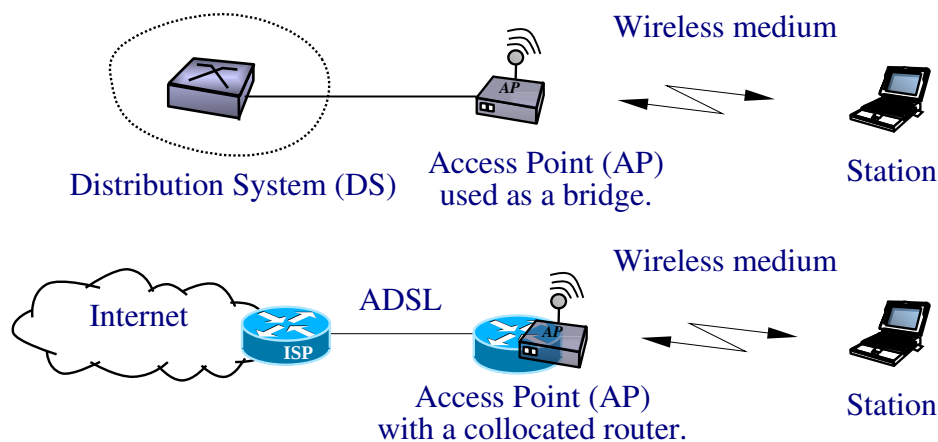 Wireless medium
AP
Distribution System (DS)
Access Point (AP)
used as a bridge.
Station
Wireless medium
Internet
ADSL
ISP
AP
Access Point (AP)
with a collocated router.
Station